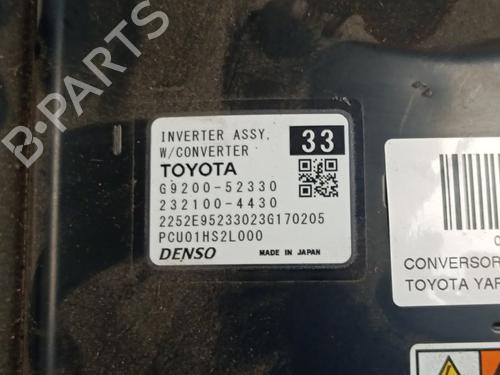 INVERTER ASSY. 33
W/CONVERTER
TOYOTA
G9200-52330
232100-4430
2252E95233023G170205
PCU01HS2L000
DENSO MADE IN JAPAN
CONVERSOR
TOYOTA YAR
B-PARTS